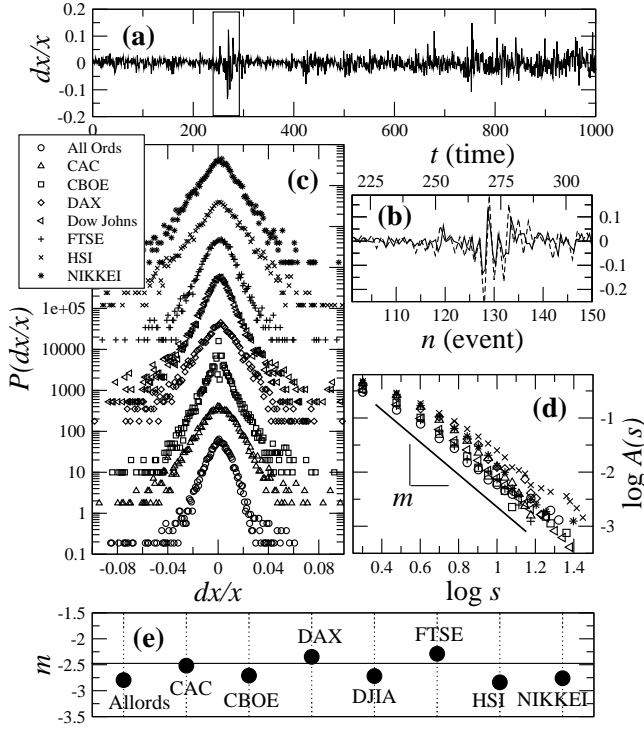 0.2
0.1
0
-0.1
-0.2
dx/x
(a)
0 200 400 600 800 1000
t (time)
All Ords
CAC
CBOE
DAX
Dow Johns
FTSE
HSI
NIKKEI
(c)
1e+05
10000
1000
100
10
1
0.1
P(dx/x)
-0.08 -0.04 0 0.04 0.08
dx/x
225 240 255 270 285 300
(b)
0.1
0
-0.1
-0.2
110 120 130 140 150
n (event)
(d)
-1
-2
-3
log A(s)
m
0.4 0.6 0.8 1 1.2 1.4
log s
-1.5
-2
-2.5
-3
-3.5
m
(e)
DAX FTSE
Allords CAC CBOE DJIA HSI NIKKEI